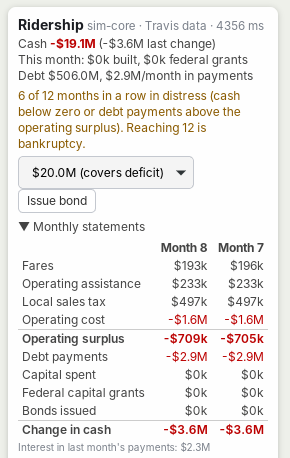 Ridership sim-core · Travis data · 4356 ms
Cash -$19.1M (-$3.6M last change)
This month: $0k built, $0k federal grants
Debt $506.0M, $2.9M/month in payments
6 of 12 months in a row in distress (cash
below zero or debt payments above the
operating surplus). Reaching 12 is
bankruptcy.
$20.0M (covers deficit)
Issue bond
▼ Monthly statements
Month 8 Month 7
Fares $193k $196k
Operating assistance $233k $233k
Local sales tax $497k $497k
Operating cost -$1.6M -$1.6M
Operating surplus -$709k -$705k
Debt payments -$2.9M -$2.9M
Capital spent $0k $0k
Federal capital grants $0k $0k
Bonds issued $0k $0k
Change in cash -$3.6M -$3.6M
Interest in last month's payments: $2.3M